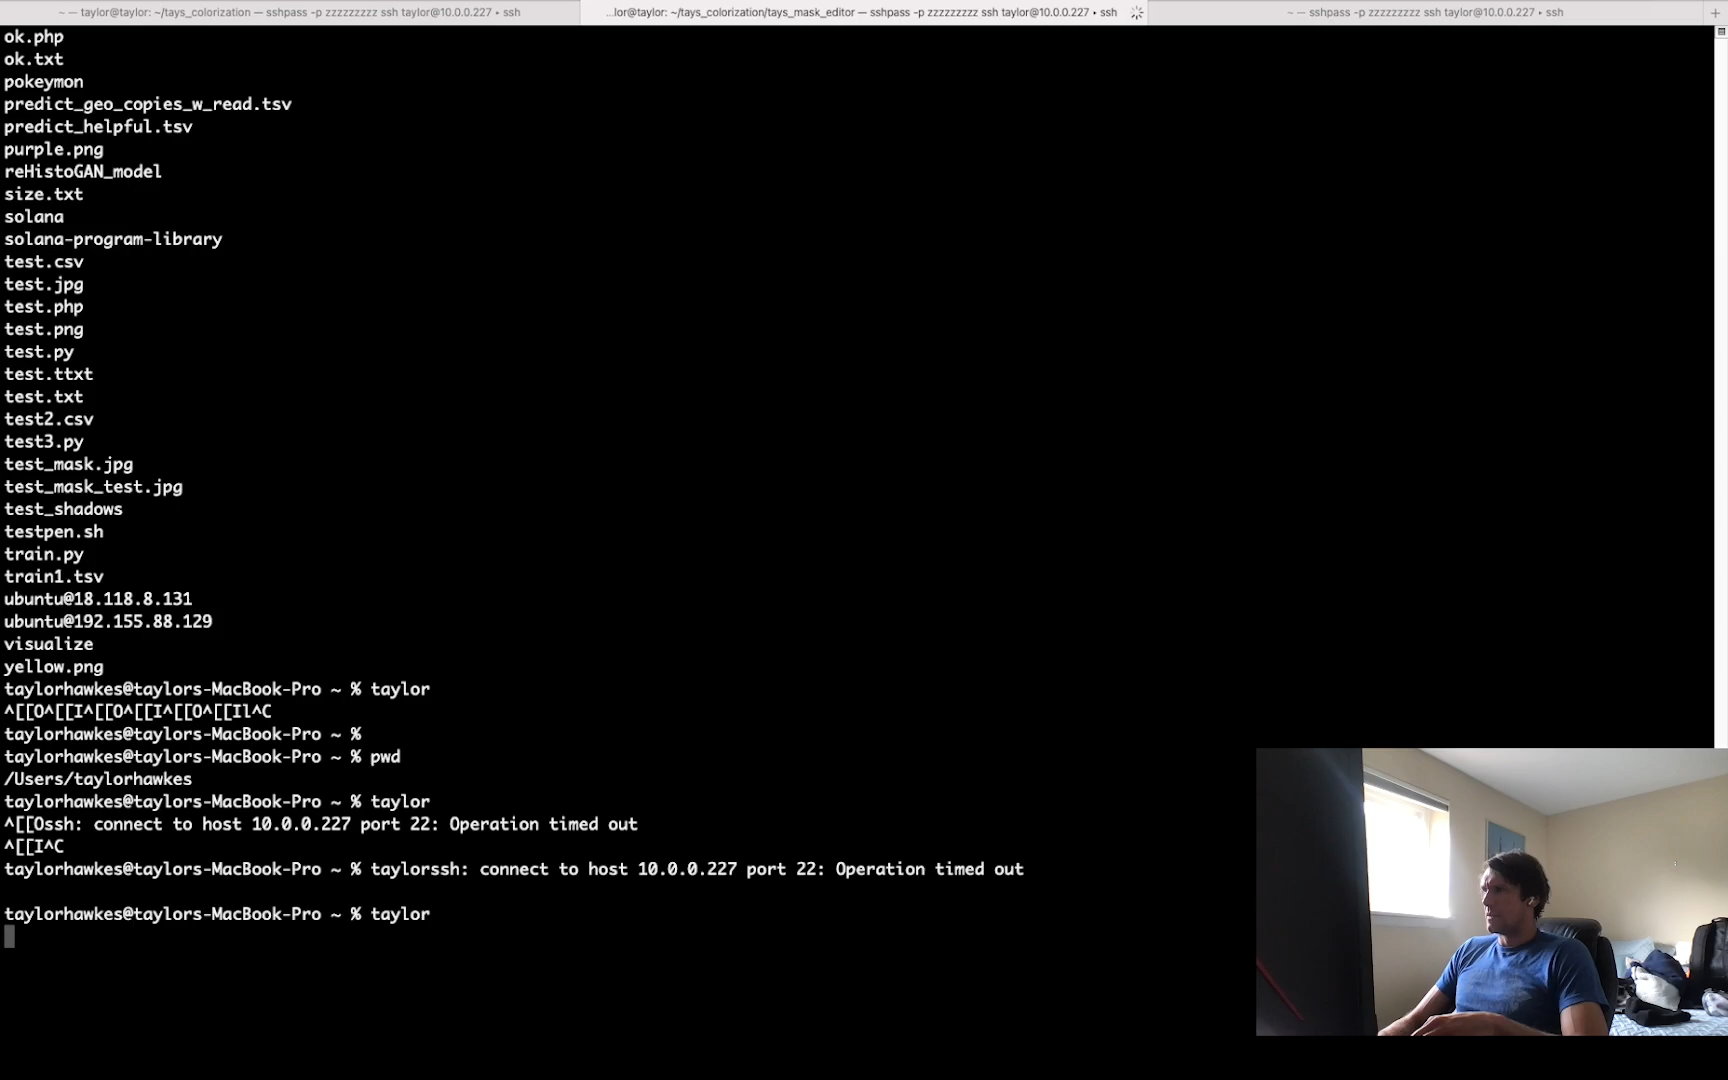 ~ — taylor@taylor: ~/tays_colorization — sshpass -p zzzzzzzzz ssh taylor@10.0.0.227 ▸ ssh
...lor@taylor: ~/tays_colorization/tays_mask_editor — sshpass -p zzzzzzzzz ssh taylor@10.0.0.227 ▸ ssh
~ — sshpass -p zzzzzzzzz ssh taylor@10.0.0.227 ▸ ssh
ok.php
ok.txt
pokeymon
predict_geo_copies_w_read.tsv
predict_helpful.tsv
purple.png
reHistoGAN_model
size.txt
solana
solana-program-library
test.csv
test.jpg
test.php
test.png
test.py
test.ttxt
test.txt
test2.csv
test3.py
test_mask.jpg
test_mask_test.jpg
test_shadows
testpen.sh
train.py
train1.tsv
ubuntu@18.118.8.131
ubuntu@192.155.88.129
visualize
yellow.png
taylorhawkes@taylors-MacBook-Pro ~ % taylor
^[[O^[[I^[[O^[[I^[[O^[[Il^C
taylorhawkes@taylors-MacBook-Pro ~ %
taylorhawkes@taylors-MacBook-Pro ~ % pwd
/Users/taylorhawkes
taylorhawkes@taylors-MacBook-Pro ~ % taylor
^[[Ossh: connect to host 10.0.0.227 port 22: Operation timed out
^[[I^C
taylorhawkes@taylors-MacBook-Pro ~ % taylorssh: connect to host 10.0.0.227 port 22: Operation timed out
taylorhawkes@taylors-MacBook-Pro ~ % taylor